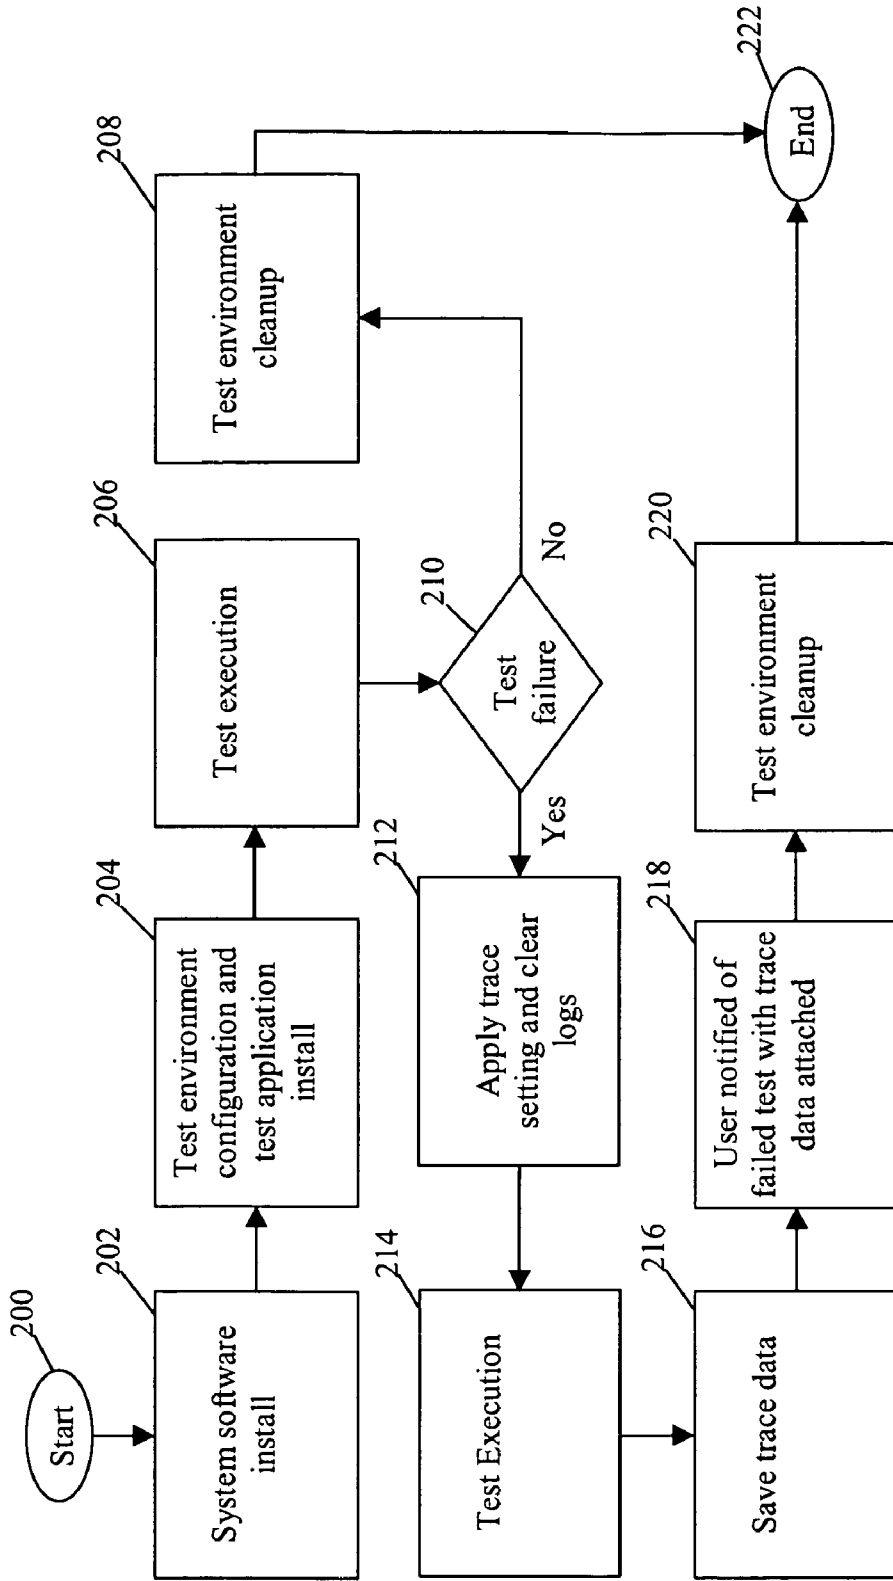 200
Start
202
System software
install
204
Test environment
configuration and
test application
install
206
Test execution
208
Test environment
cleanup
210
Test
failure
No
Yes
212
Apply trace
setting and clear
logs
214
Test Execution
216
Save trace data
218
User notified of
failed test with trace
data attached
220
Test environment
cleanup
222
End